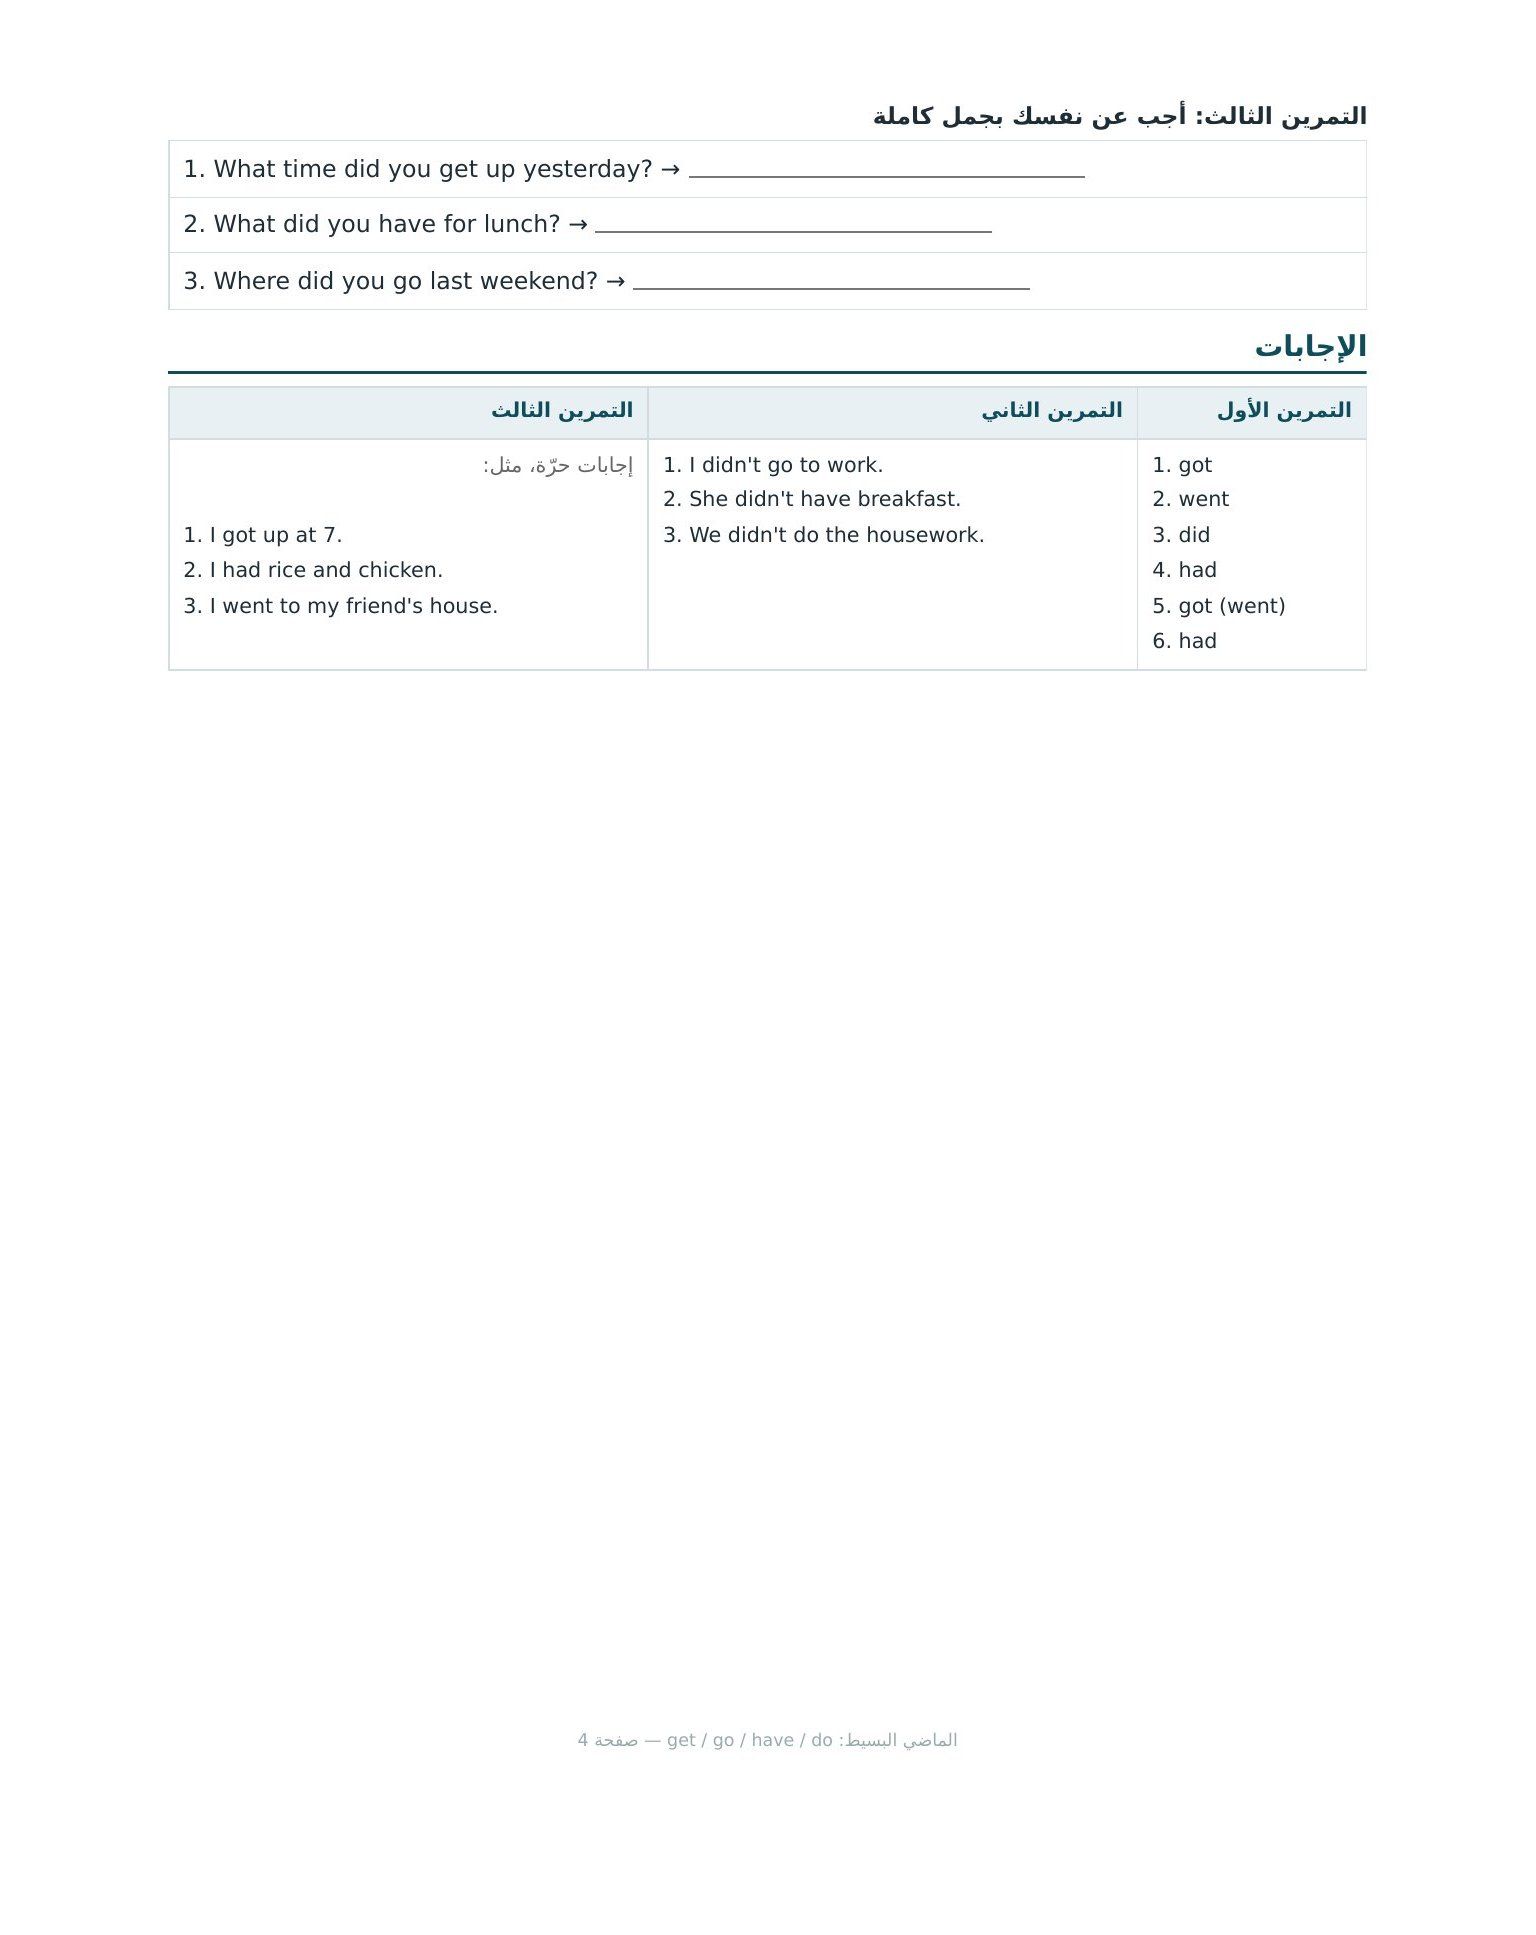 التمرين الثالث: أجب عن نفسك بجمل كاملة
1. What time did you get up yesterday? → ______________________________
2. What did you have for lunch? → ______________________________
3. Where did you go last weekend? → ______________________________
الإجابات
التمرين الأول
1. got
2. went
3. did
4. had
5. got (went)
6. had
التمرين الثاني
1. I didn't go to work.
2. She didn't have breakfast.
3. We didn't do the housework.
التمرين الثالث
إجابات حرّة، مثل:
1. I got up at 7.
2. I had rice and chicken.
3. I went to my friend's house.
الماضي البسيط: get / go / have / do — صفحة 4